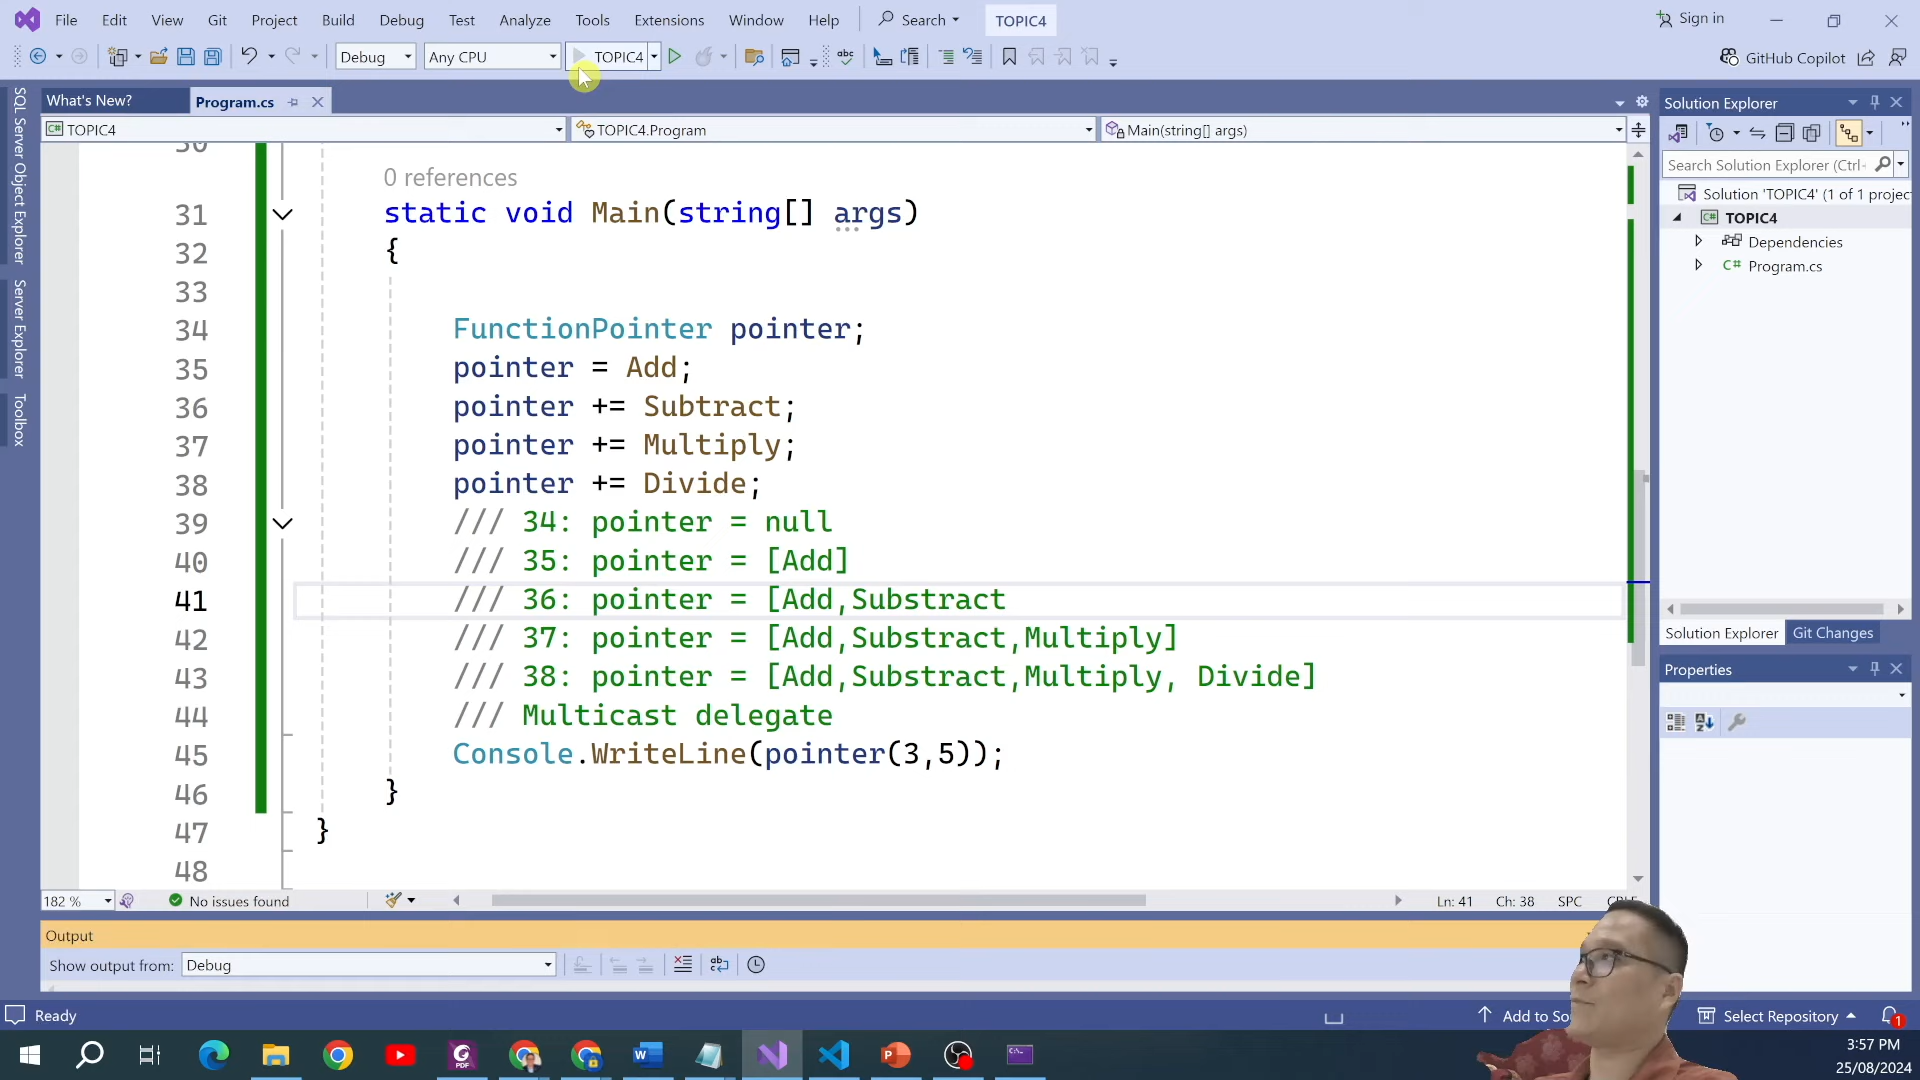 File Edit View Git Project Build Debug Test Analyze Tools Extensions Window Help Search TOPIC4 Sign in
Debug Any CPU TOPIC4 GitHub Copilot
What's New? Program.cs
TOPIC4 TOPIC4.Program Main(string[] args)
SQL Server Object Explorer
Server Explorer
Toolbox
30
0 references
31 static void Main(string[] args)
32 {
33
34 FunctionPointer pointer;
35 pointer = Add;
36 pointer += Subtract;
37 pointer += Multiply;
38 pointer += Divide;
39 /// 34: pointer = null
40 /// 35: pointer = [Add]
41 /// 36: pointer = [Add,Substract
42 /// 37: pointer = [Add,Substract,Multiply]
43 /// 38: pointer = [Add,Substract,Multiply, Divide]
44 /// Multicast delegate
45 Console.WriteLine(pointer(3,5));
46 }
47 }
48
182 % No issues found Ln: 41 Ch: 38 SPC CRLF
Output
Show output from: Debug
Solution Explorer
Search Solution Explorer (Ctrl-
Solution 'TOPIC4' (1 of 1 projec
TOPIC4
Dependencies
C# Program.cs
Solution Explorer Git Changes
Properties
Ready Add to So Select Repository 1
3:57 PM
25/08/2024